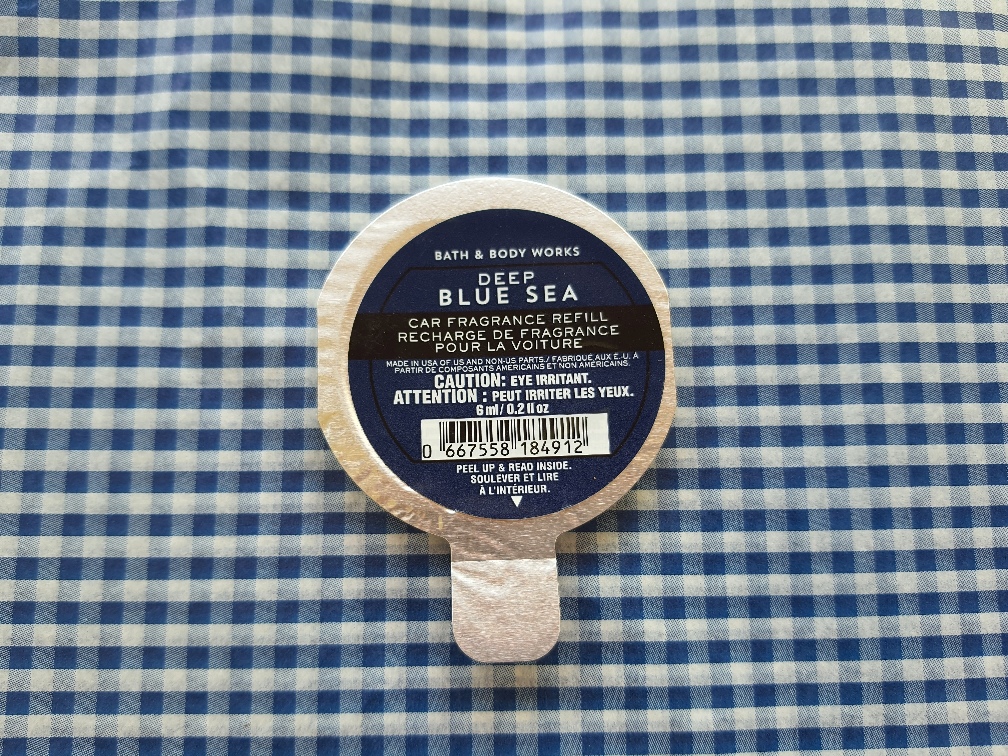 BATH & BODY WORKS
DEEP
BLUE SEA
CAR FRAGRANCE REFILL
RECHARGE DE FRAGRANCE
POUR LA VOITURE
MADE IN USA OF US AND NON-US PARTS./ FABRIQUÉ AUX É.-U. À
PARTIR DE COMPOSANTS AMÉRICAINS ET NON AMÉRICAINS.
CAUTION: EYE IRRITANT.
ATTENTION : PEUT IRRITER LES YEUX.
6 ml/ 0.2 fl oz
0 667558 184912
PEEL UP & READ INSIDE.
SOULEVER ET LIRE
À L'INTÉRIEUR.